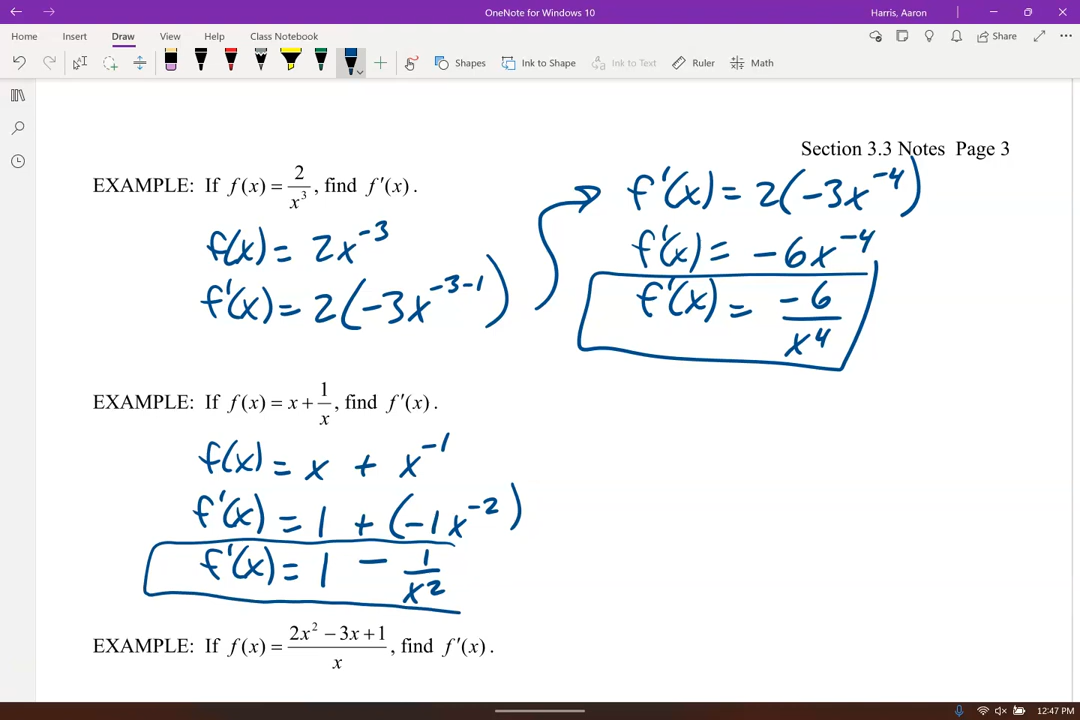 OneNote for Windows 10
Harris, Aaron
Home Insert Draw View Help Class Notebook
Share
Shapes Ink to Shape Ink to Text Ruler Math
Section 3.3 Notes Page 3
EXAMPLE: If f(x) = 2/x³, find f′(x).
f(x) = 2x⁻³
f'(x) = 2(-3x⁻³⁻¹)
f'(x) = 2(-3x⁻⁴)
f'(x) = -6x⁻⁴
f'(x) = -6/x⁴
EXAMPLE: If f(x) = x + 1/x, find f′(x).
f(x) = x + x⁻¹
f'(x) = 1 + (-1x⁻²)
f'(x) = 1 - 1/x²
EXAMPLE: If f(x) = (2x² − 3x + 1)/x, find f′(x).
12:47 PM